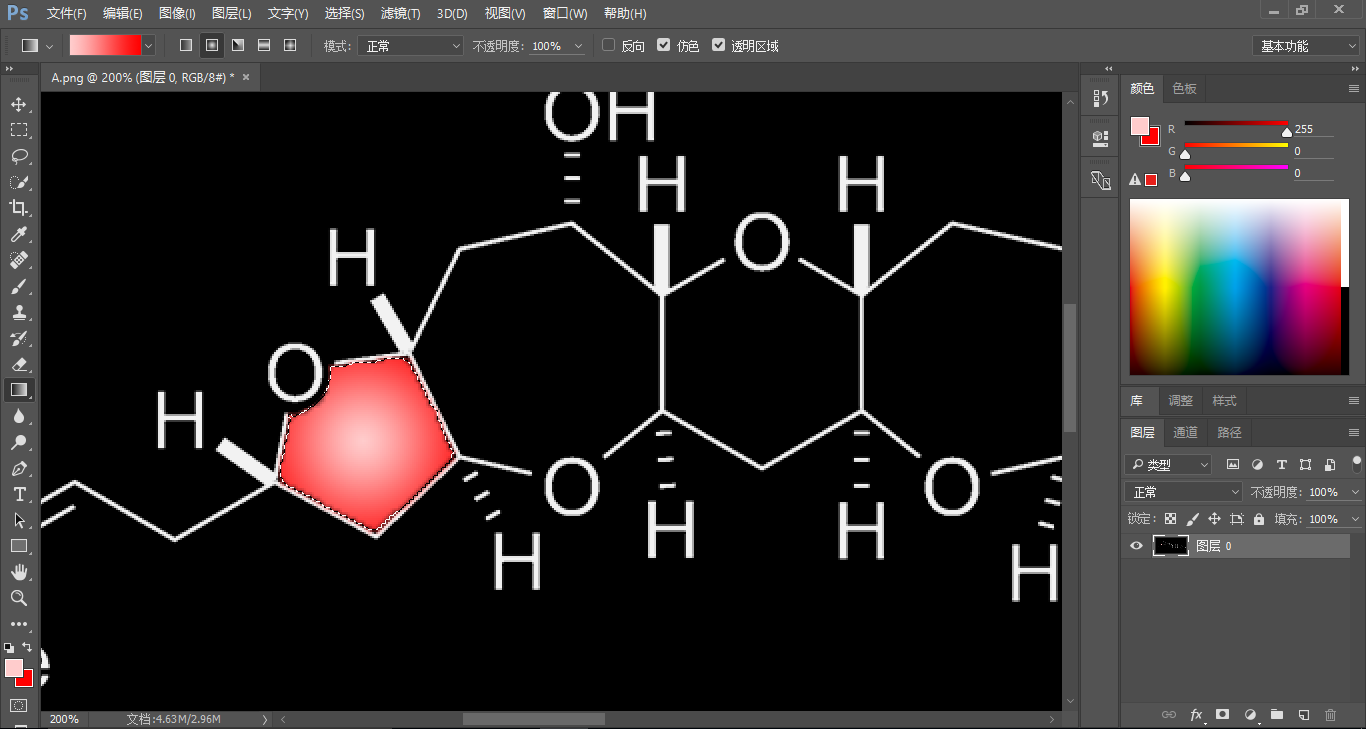 Ps 文件(F) 编辑(E) 图像(I) 图层(L) 文字(Y) 选择(S) 滤镜(T) 3D(D) 视图(V) 窗口(W) 帮助(H)
模式: 正常 不透明度: 100% 反向 仿色 透明区域 基本功能
A.png @ 200% (图层 0, RGB/8#) * ×
颜色 色板
R 255
G 0
B 0
OH
H
H
O
H
O
H
O
O
H
H
H
H
库 调整 样式
图层 通道 路径
类型
正常 不透明度: 100%
锁定: 填充: 100%
图层 0
200% 文档:4.63M/2.96M
fx